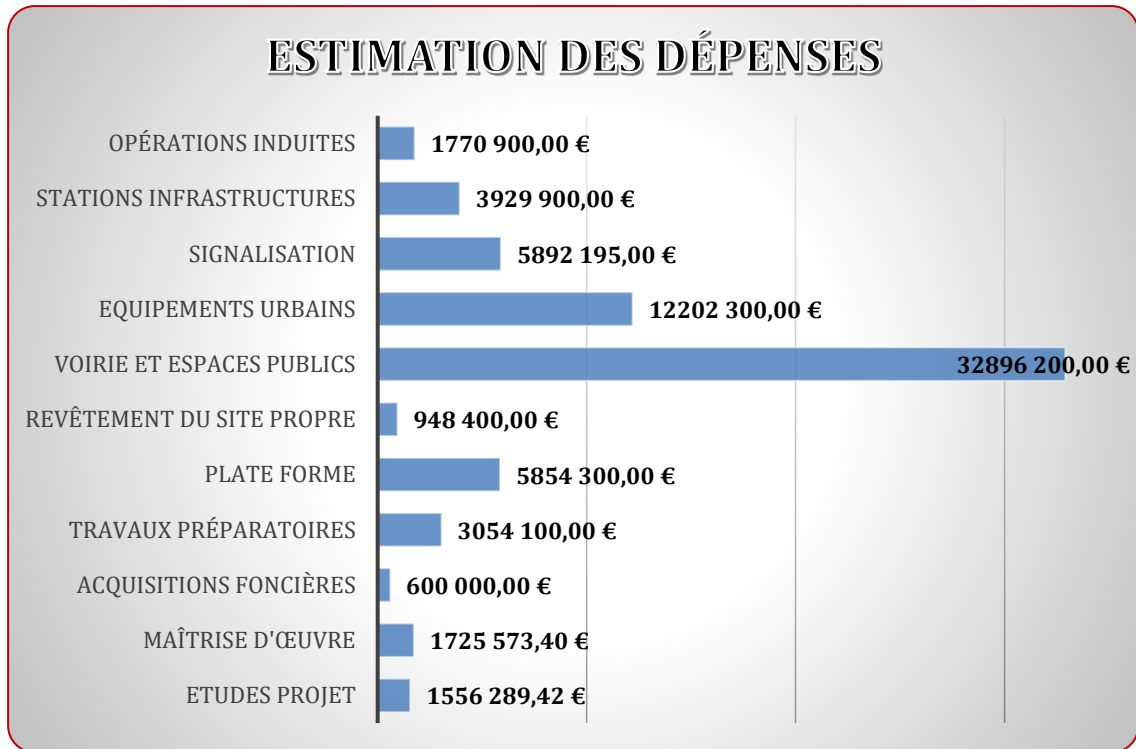 ESTIMATION DES DÉPENSES
OPÉRATIONS INDUITES 1770 900,00 €
STATIONS INFRASTRUCTURES 3929 900,00 €
SIGNALISATION 5892 195,00 €
EQUIPEMENTS URBAINS 12202 300,00 €
VOIRIE ET ESPACES PUBLICS 32896 200,00 €
REVÊTEMENT DU SITE PROPRE 948 400,00 €
PLATE FORME 5854 300,00 €
TRAVAUX PRÉPARATOIRES 3054 100,00 €
ACQUISITIONS FONCIÈRES 600 000,00 €
MAÎTRISE D'ŒUVRE 1725 573,40 €
ETUDES PROJET 1556 289,42 €